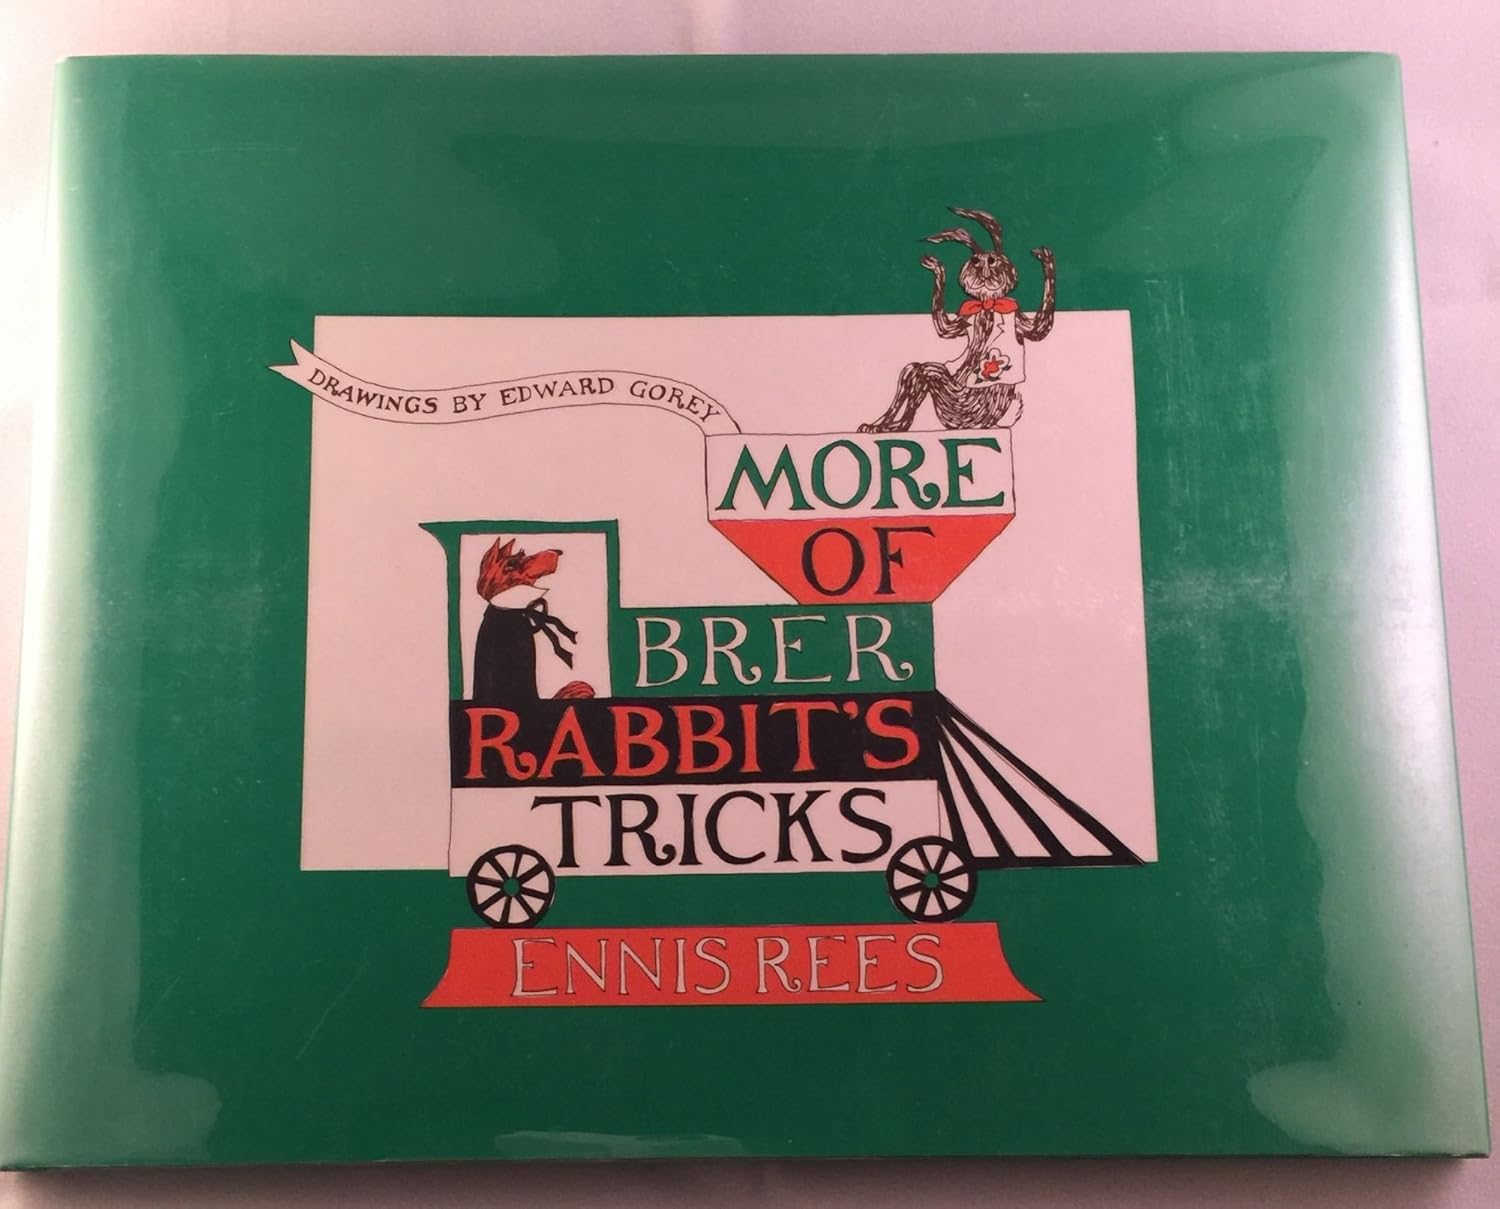 DRAWINGS BY EDWARD GOREY
MORE
OF
BRER
RABBIT'S
TRICKS
ENNIS REES